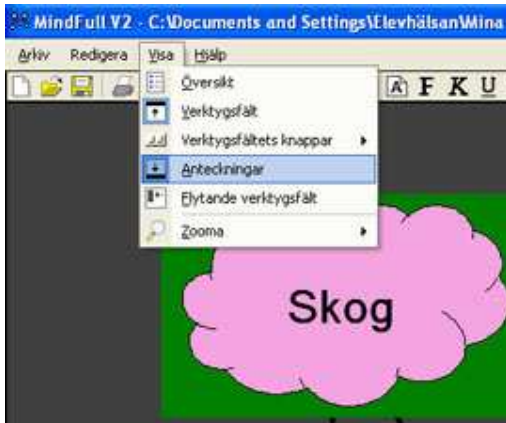 MindFull V2 - C:\Documents and Settings\Elevhälsan\Mina
Arkiv Redigera Visa Hjälp
Översikt
A F K U
Verktygsfält
Verktygsfältets knappar
Anteckningar
Flytande verktygsfält
Zooma
Skog